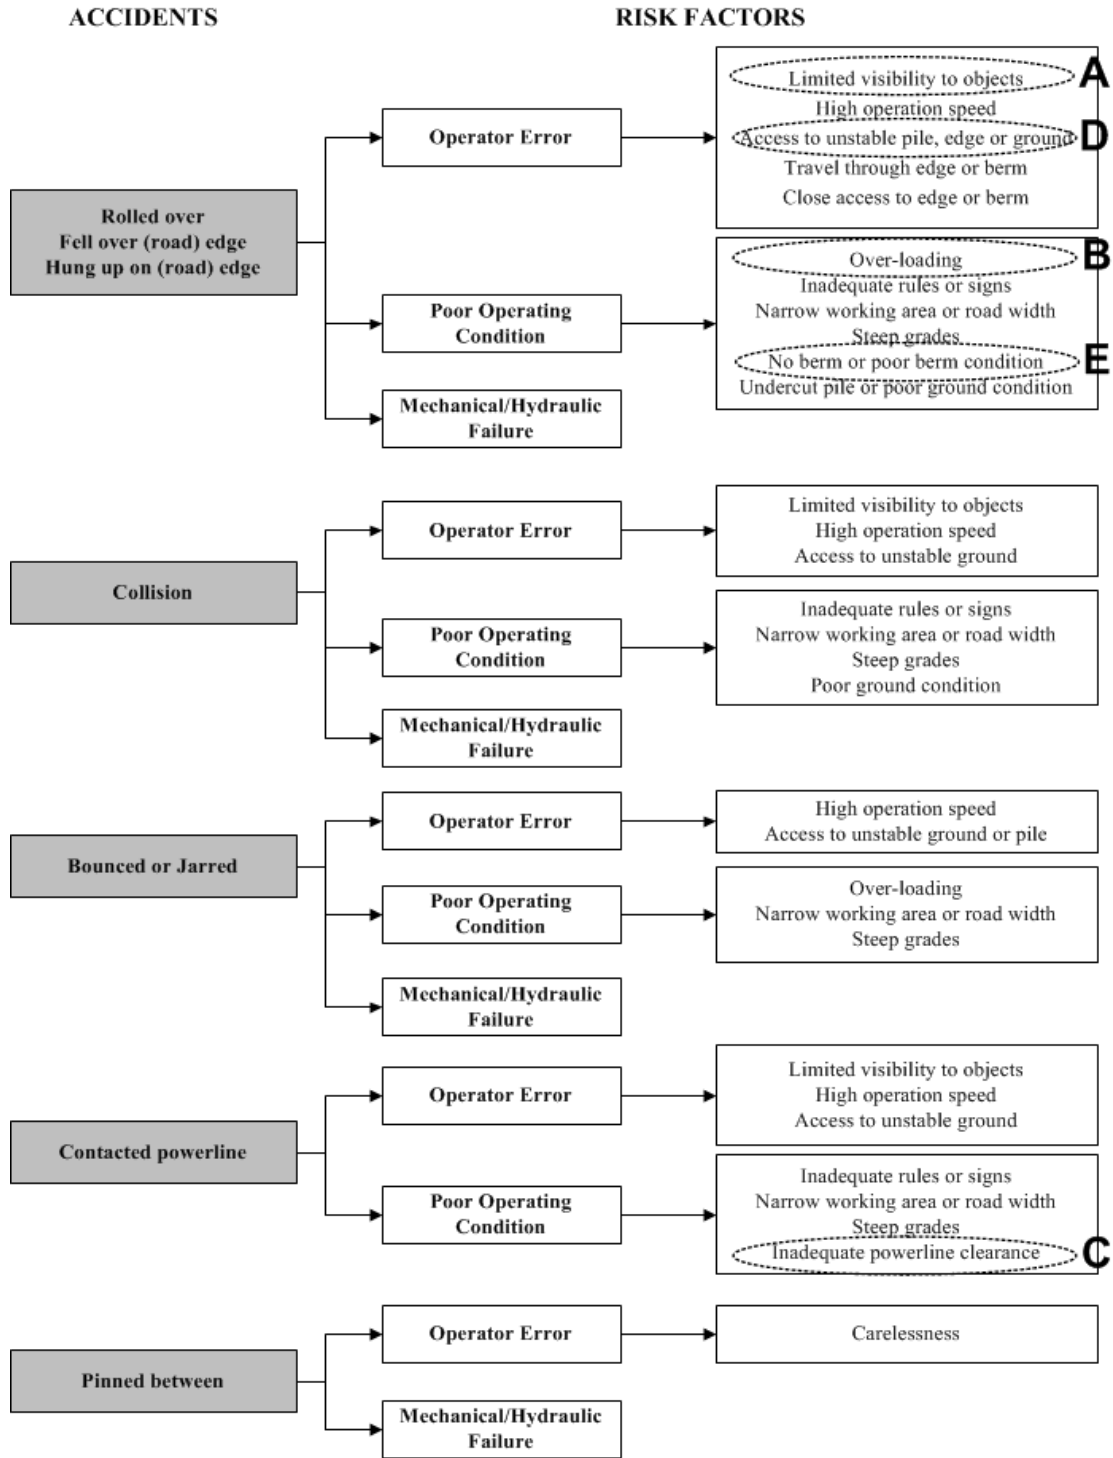 ACCIDENTS
RISK FACTORS
Rolled over
Fell over (road) edge
Hung up on (road) edge
Operator Error
Limited visibility to objects
A
High operation speed
Access to unstable pile, edge or ground
D
Travel through edge or berm
Close access to edge or berm
Poor Operating
Condition
Over-loading
B
Inadequate rules or signs
Narrow working area or road width
Steep grades
No berm or poor berm condition
E
Undercut pile or poor ground condition
Mechanical/Hydraulic
Failure
Collision
Operator Error
Limited visibility to objects
High operation speed
Access to unstable ground
Poor Operating
Condition
Inadequate rules or signs
Narrow working area or road width
Steep grades
Poor ground condition
Mechanical/Hydraulic
Failure
Bounced or Jarred
Operator Error
High operation speed
Access to unstable ground or pile
Poor Operating
Condition
Over-loading
Narrow working area or road width
Steep grades
Mechanical/Hydraulic
Failure
Contacted powerline
Operator Error
Limited visibility to objects
High operation speed
Access to unstable ground
Poor Operating
Condition
Inadequate rules or signs
Narrow working area or road width
Steep grades
Inadequate powerline clearance
C
Pinned between
Operator Error
Carelessness
Mechanical/Hydraulic
Failure